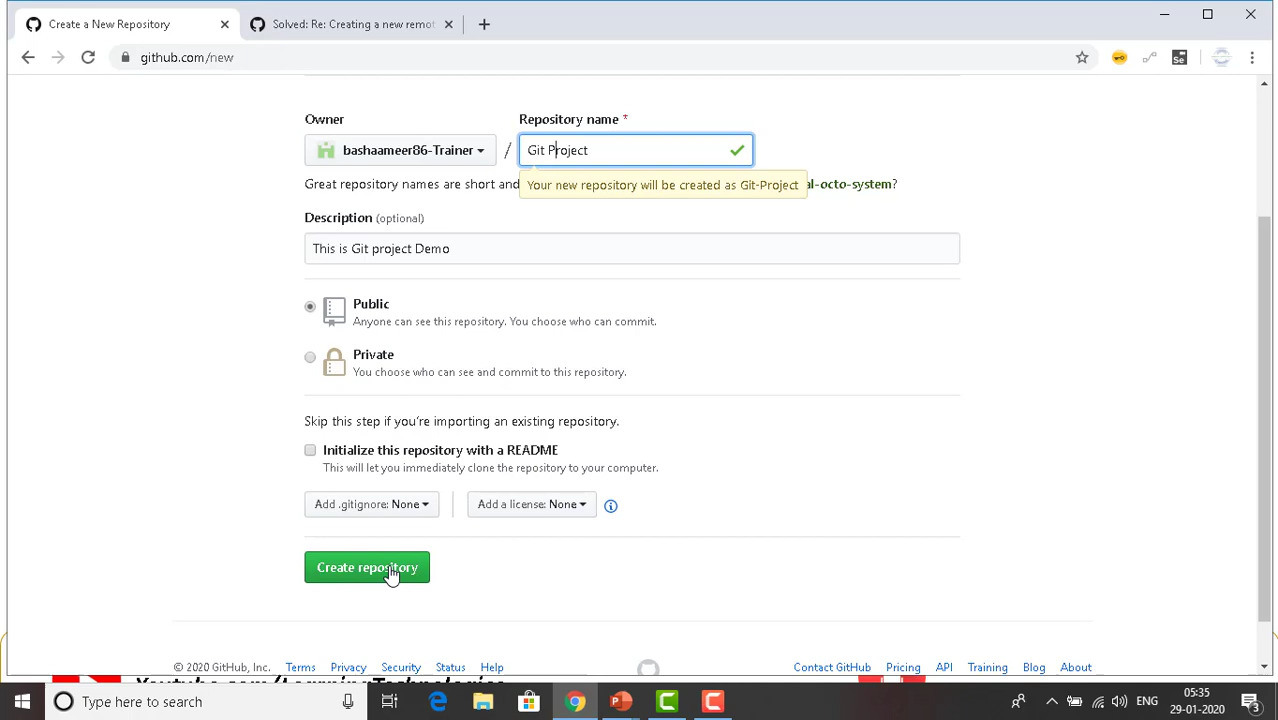 Create a New Repository
Solved: Re: Creating a new remot
github.com/new
Se
Owner
Repository name *
bashaameer86-Trainer
/
Git Project
Great repository names are short and
Your new repository will be created as Git-Project
al-octo-system?
Description (optional)
This is Git project Demo
Public
Anyone can see this repository. You choose who can commit.
Private
You choose who can see and commit to this repository.
Skip this step if you're importing an existing repository.
Initialize this repository with a README
This will let you immediately clone the repository to your computer.
Add .gitignore: None
Add a license: None
Create repository
© 2020 GitHub, Inc.
Terms
Privacy
Security
Status
Help
Contact GitHub
Pricing
API
Training
Blog
About
Type here to search
ENG
05:35
29-01-2020
3